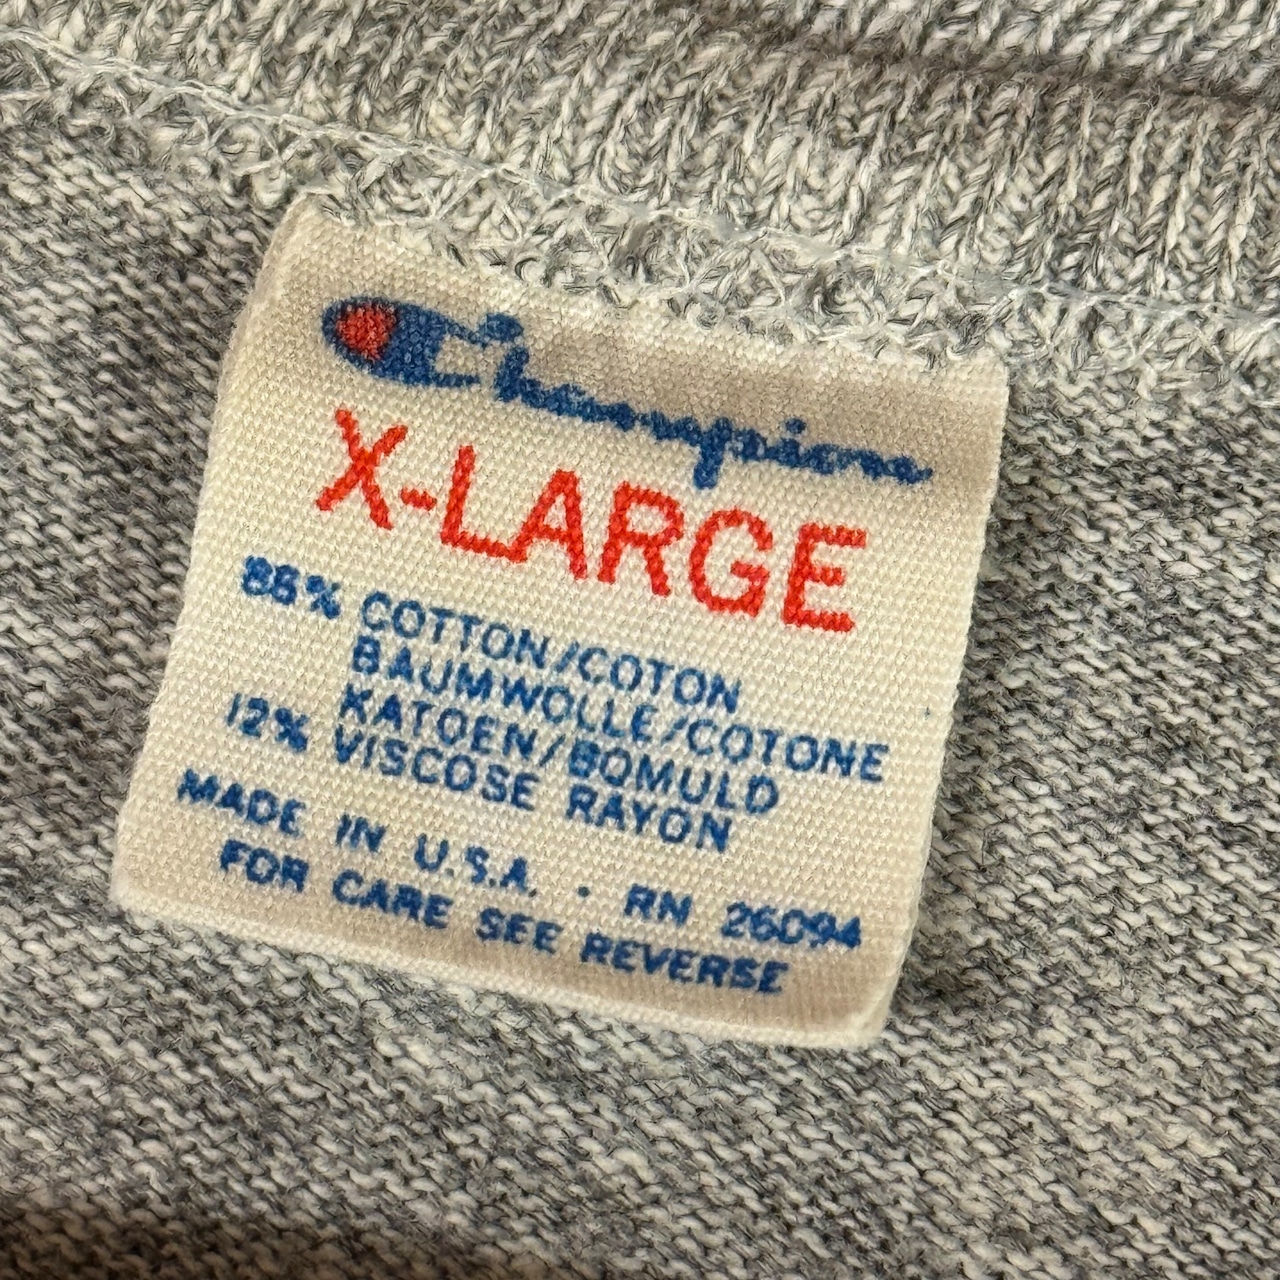 Champion
X-LARGE
88% COTTON/COTON
BAUMWOLLE/COTONE
KATOEN/BOMULD
12% VISCOSE RAYON
MADE IN U.S.A. · RN 26094
FOR CARE SEE REVERSE